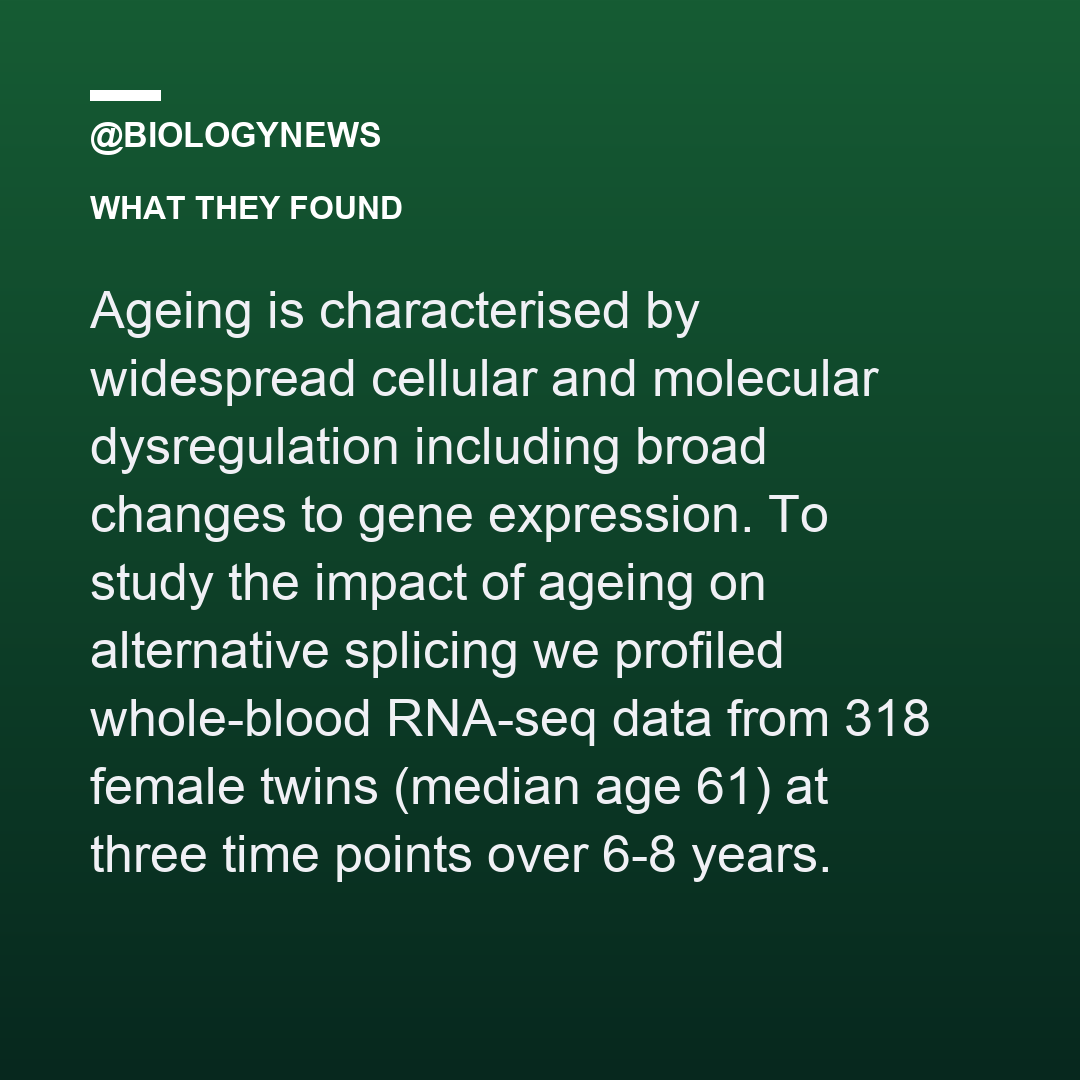 @BIOLOGYNEWS
WHAT THEY FOUND
Ageing is characterised by
widespread cellular and molecular
dysregulation including broad
changes to gene expression. To
study the impact of ageing on
alternative splicing we profiled
whole-blood RNA-seq data from 318
female twins (median age 61) at
three time points over 6-8 years.